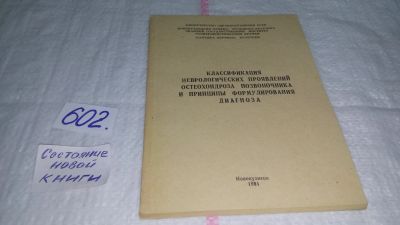 КЛАССИФИКАЦИЯ
НЕВРОЛОГИЧЕСКИХ ПРОЯВЛЕНИЙ
ОСТЕОХОНДРОЗА ПОЗВОНОЧНИКА
И ПРИНЦИПЫ ФОРМУЛИРОВАНИЯ
ДИАГНОЗА
Новокузнецк
1981
602.
Состояние
новой
книги